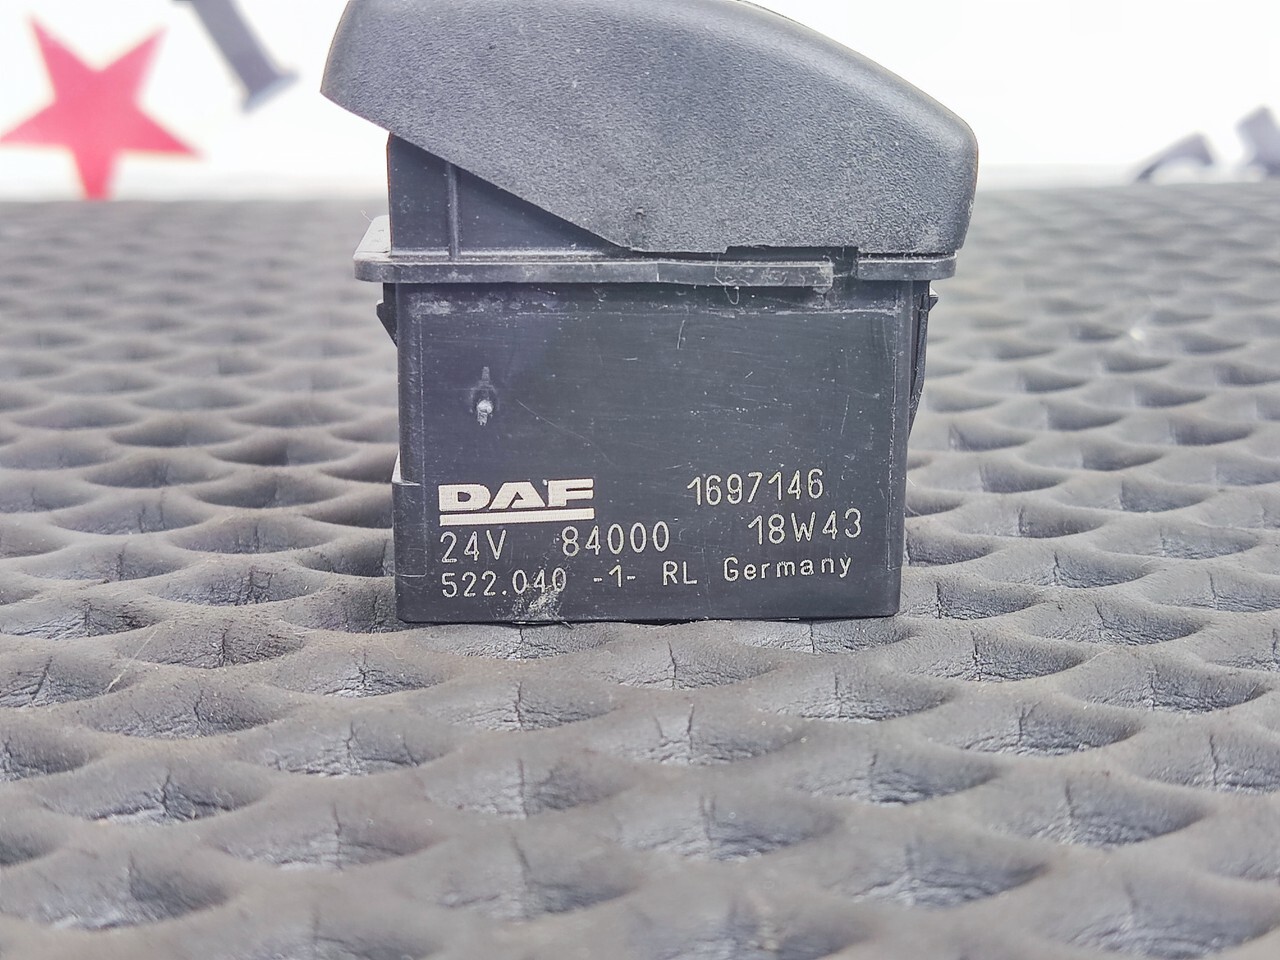 DAF 1697146
24V 84000 18W43
522.040 -1- RL Germany